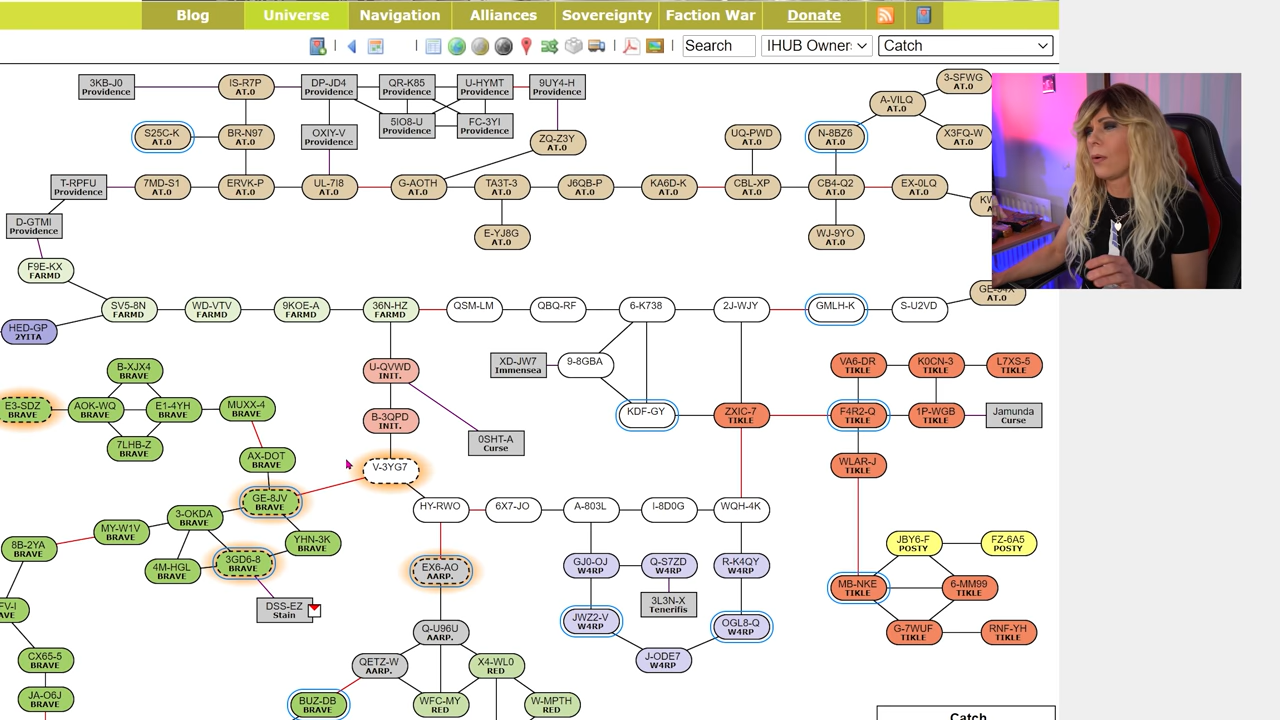 Blog Universe Navigation Alliances Sovereignty Faction War Donate
Search IHUB Owner: Catch
3KB-J0
Providence
IS-R7P
AT.0
DP-JD4
Providence
QR-K85
Providence
U-HYMT
Providence
9UY4-H
Providence
3-SFWG
AT.0
A-VILQ
AT.0
S25C-K
AT.0
BR-N97
AT.0
OXIY-V
Providence
5IO8-U
Providence
FC-3YI
Providence
ZQ-Z3Y
AT.0
UQ-PWD
AT.0
N-8BZ6
AT.0
X3FQ-W
AT.0
T-RPFU
Providence
7MD-S1
AT.0
ERVK-P
AT.0
UL-7I8
AT.0
G-AOTH
AT.0
TA3T-3
AT.0
J6QB-P
AT.0
KA6D-K
AT.0
CBL-XP
AT.0
CB4-Q2
AT.0
EX-0LQ
AT.0
D-GTMI
Providence
E-YJ8G
AT.0
WJ-9YO
AT.0
F9E-KX
FARMD
SV5-8N
FARMD
WD-VTV
FARMD
9KOE-A
FARMD
36N-HZ
FARMD
QSM-LM
QBQ-RF
6-K738
2J-WJY
GMLH-K
S-U2VD
AT.0
HED-GP
2YITA
B-XJX4
BRAVE
U-QVWD
INIT.
XD-JW7
Immensea
9-8GBA
VA6-DR
TIKLE
K0CN-3
TIKLE
L7XS-5
TIKLE
E3-SDZ
BRAVE
AOK-WQ
BRAVE
E1-4YH
BRAVE
MUXX-4
BRAVE
B-3QPD
INIT.
KDF-GY
ZXIC-7
TIKLE
F4R2-Q
TIKLE
1P-WGB
TIKLE
Jamunda
Curse
7LHB-Z
BRAVE
0SHT-A
Curse
AX-DOT
BRAVE
V-3YG7
WLAR-J
TIKLE
GE-8JV
BRAVE
3-OKDA
BRAVE
HY-RWO
6X7-JO
A-803L
I-8D0G
WQH-4K
MY-W1V
BRAVE
YHN-3K
BRAVE
8B-2YA
BRAVE
JBY6-F
POSTY
FZ-6A5
POSTY
4M-HGL
BRAVE
3GD6-8
BRAVE
EX6-AO
AARP.
GJ0-OJ
W4RP
Q-S7ZD
W4RP
R-K4QY
W4RP
MB-NKE
TIKLE
6-MM99
TIKLE
FV-I
BRAVE
DSS-EZ
Stain
3L3N-X
Tenerifis
JWZ2-V
W4RP
OGL8-Q
W4RP
Q-U96U
AARP.
G-7WUF
TIKLE
RNF-YH
TIKLE
CX65-5
BRAVE
QETZ-W
AARP.
X4-WL0
RED
J-ODE7
W4RP
JA-O6J
BRAVE
BUZ-DB
BRAVE
WFC-MY
RED
W-MPTH
RED
Catch